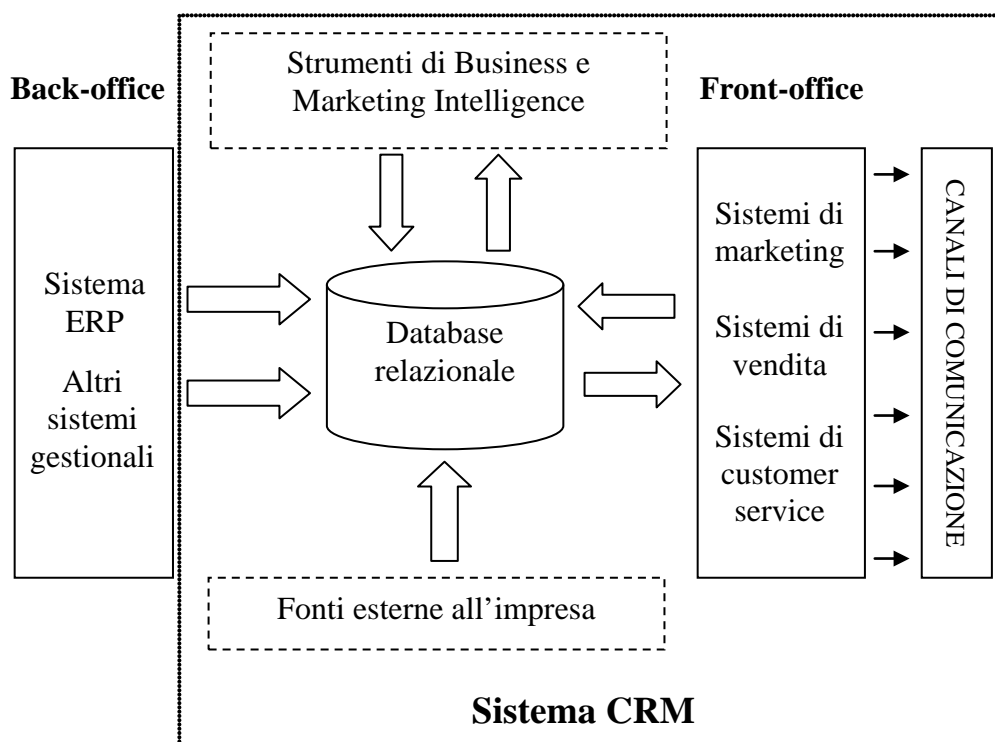 Strumenti di Business e
Marketing Intelligence
Back-office
Front-office
Sistema
ERP
Altri
sistemi
gestionali
Database
relazionale
Sistemi di
marketing
Sistemi di
vendita
Sistemi di
customer
service
CANALI DI COMUNICAZIONE
Fonti esterne all’impresa
Sistema CRM